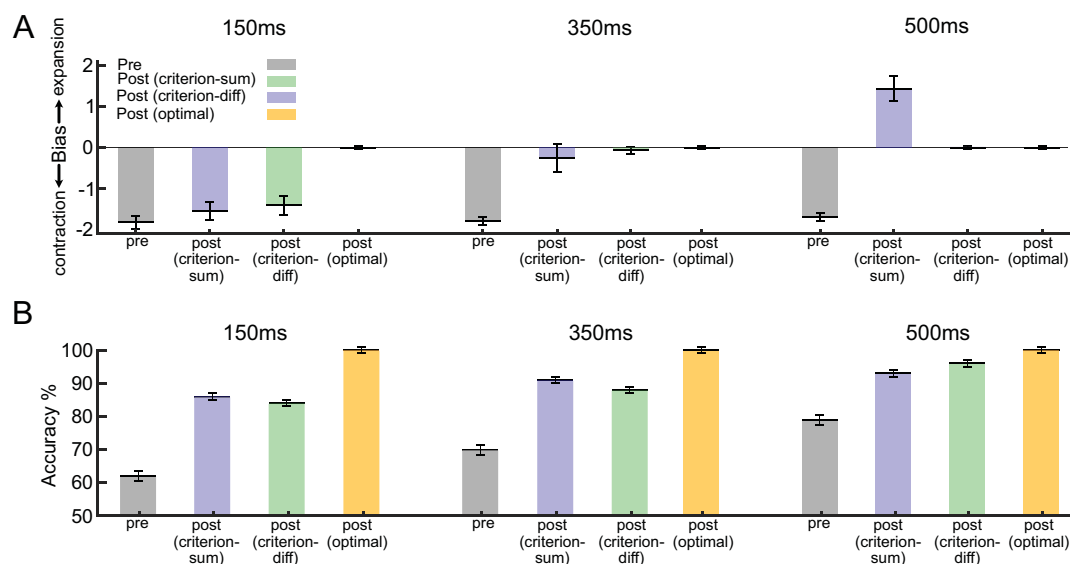 A
150ms
350ms
500ms
contraction ←Bias→ expansion
2
1
0
-1
-2
Pre
Post (criterion-sum)
Post (criterion-diff)
Post (optimal)
pre
post
(criterion-
sum)
post
(criterion-
diff)
post
(optimal)
pre
post
(criterion-
sum)
post
(criterion-
diff)
post
(optimal)
pre
post
(criterion-
sum)
post
(criterion-
diff)
post
(optimal)
B
150ms
350ms
500ms
Accuracy %
100
90
80
70
60
50
pre
post
(criterion-
sum)
post
(criterion-
diff)
post
(optimal)
pre
post
(criterion-
sum)
post
(criterion-
diff)
post
(optimal)
pre
post
(criterion-
sum)
post
(criterion-
diff)
post
(optimal)